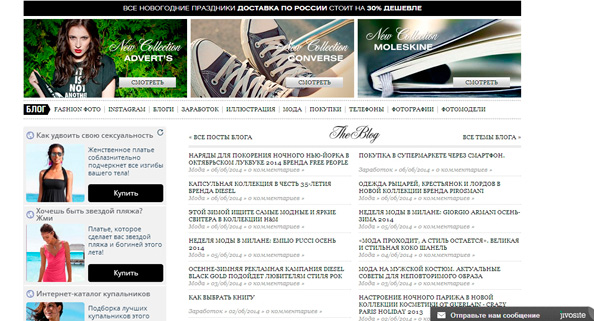 ВСЕ НОВОГОДНИЕ ПРАЗДНИКИ ДОСТАВКА ПО РОССИИ СТОИТ НА 30% ДЕШЕВЛЕ
New Collection
ADVERT'S
СМОТРЕТЬ
IT IS
NOT
New Collection
CONVERSE
СМОТРЕТЬ
New Collection
MOLESKINE
СМОТРЕТЬ
БЛОГ FASHION ФОТО | INSTAGRAM | БЛОГИ | ЗАРАБОТОК | ИЛЛЮСТРАЦИЯ | МОДА | ПОКУПКИ | ТЕЛЕФОНЫ | ФОТОГРАФИИ | ФОТОМОДЕЛИ
Как удвоить свою сексуальность
Женственное платье
соблазнительно
подчеркнет все изгибы
вашего тела!
Купить
Хочешь быть звездой пляжа?
Жми
Платье, которое
сделает вас звездой
пляжа и богиней этого
лета!
Купить
Интернет-каталог купальников
Подборка лучших
купальников этого
« ВСЕ ПОСТЫ БЛОГА
The Blog
ВСЕ ТЕМЫ БЛОГА »
НАРЯДЫ ДЛЯ ПОКОРЕНИЯ НОЧНОГО НЬЮ-ЙОРКА В
ОКТЯБРЬСКОМ ЛУКБУКЕ 2014 БРЕНДА FREE PEOPLE
Мода » 06/06/2014 » 0 комментариев »
КАПСУЛЬНАЯ КОЛЛЕКЦИЯ В ЧЕСТЬ 35-ЛЕТИЯ
БРЕНДА DIESEL
Мода » 06/06/2014 » 0 комментариев »
ЭТОЙ ЗИМОЙ ИЩИТЕ САМЫЕ МОДНЫЕ И ЯРКИЕ
СВИТЕРА В КОЛЛЕКЦИИ H&M
Мода » 05/06/2014 » 0 комментариев »
НЕДЕЛЯ МОДЫ В МИЛАНЕ: EMILIO PUCCI ОСЕНЬ
2014
Мода » 04/06/2014 » 0 комментариев »
ОСЕННЕ-ЗИМНЯЯ РЕКЛАМНАЯ КАМПАНИЯ DIESEL
BLACK GOLD ПОДОЙДЕТ ЛЮБИТЕЛЯМ СТИЛЯ РОК
Мода » 03/06/2014 » 0 комментариев »
КАК ВЫБРАТЬ КНИГУ
Заработок » 02/06/2014 » 0 комментариев »
ПОКУПКА В СУПЕРМАРКЕТЕ ЧЕРЕЗ СМАРТФОН.
Заработок » 06/06/2014 » 0 комментариев »
ОДЕЖДА РЫЦАРЕЙ, КРЕСТЬЯНОК И ЛОРДОВ В
НОВОЙ КОЛЛЕКЦИИ БРЕНДА PIROSMANI
Мода » 05/06/2014 » 0 комментариев »
НЕДЕЛЯ МОДЫ В МИЛАНЕ: GIORGIO ARMANI ОСЕНЬ-
ЗИМА 2014
Мода » 05/06/2014 » 0 комментариев »
«МОДА ПРОХОДИТ, А СТИЛЬ ОСТАЕТСЯ». ВЕЛИКАЯ
И СТИЛЬНАЯ КОКО ШАНЕЛЬ
Мода » 04/06/2014 » 0 комментариев »
МОДА НА МУЖСКОЙ КОСТЮМ. АКТУАЛЬНЫЕ
СОВЕТЫ ДЛЯ НЕПОВТОРИМОГО ОБРАЗА
Мода » 03/06/2014 » 0 комментариев »
НАСТРОЕНИЕ НОЧНОГО ПАРИЖА В НОВОЙ
КОЛЛЕКЦИИ КОСМЕТИКИ ОТ GUERLAIN - CRAZY
PARIS HOLIDAY 2013
Мода » 02/06/2014
Отправьте нам сообщение
jivosite